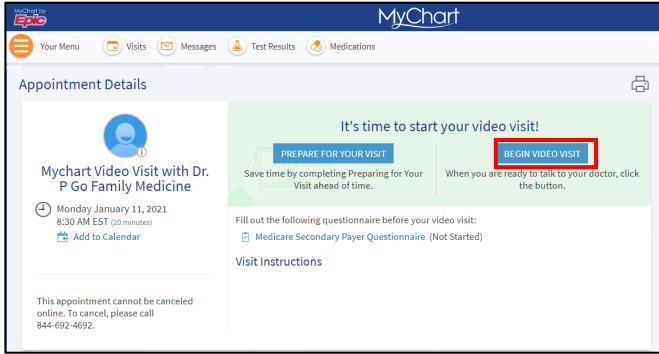 MyChart by
Epic
MyChart
Your Menu
Visits
Messages
Test Results
Medications
Appointment Details
Mychart Video Visit with Dr.
P Go Family Medicine
Monday January 11, 2021
8:30 AM EST (20 minutes)
Add to Calendar
This appointment cannot be canceled
online. To cancel, please call
844-692-4692.
It's time to start your video visit!
PREPARE FOR YOUR VISIT
Save time by completing Preparing for Your
Visit ahead of time.
BEGIN VIDEO VISIT
When you are ready to talk to your doctor, click
the button.
Fill out the following questionnaire before your video visit:
Medicare Secondary Payer Questionnaire (Not Started)
Visit Instructions